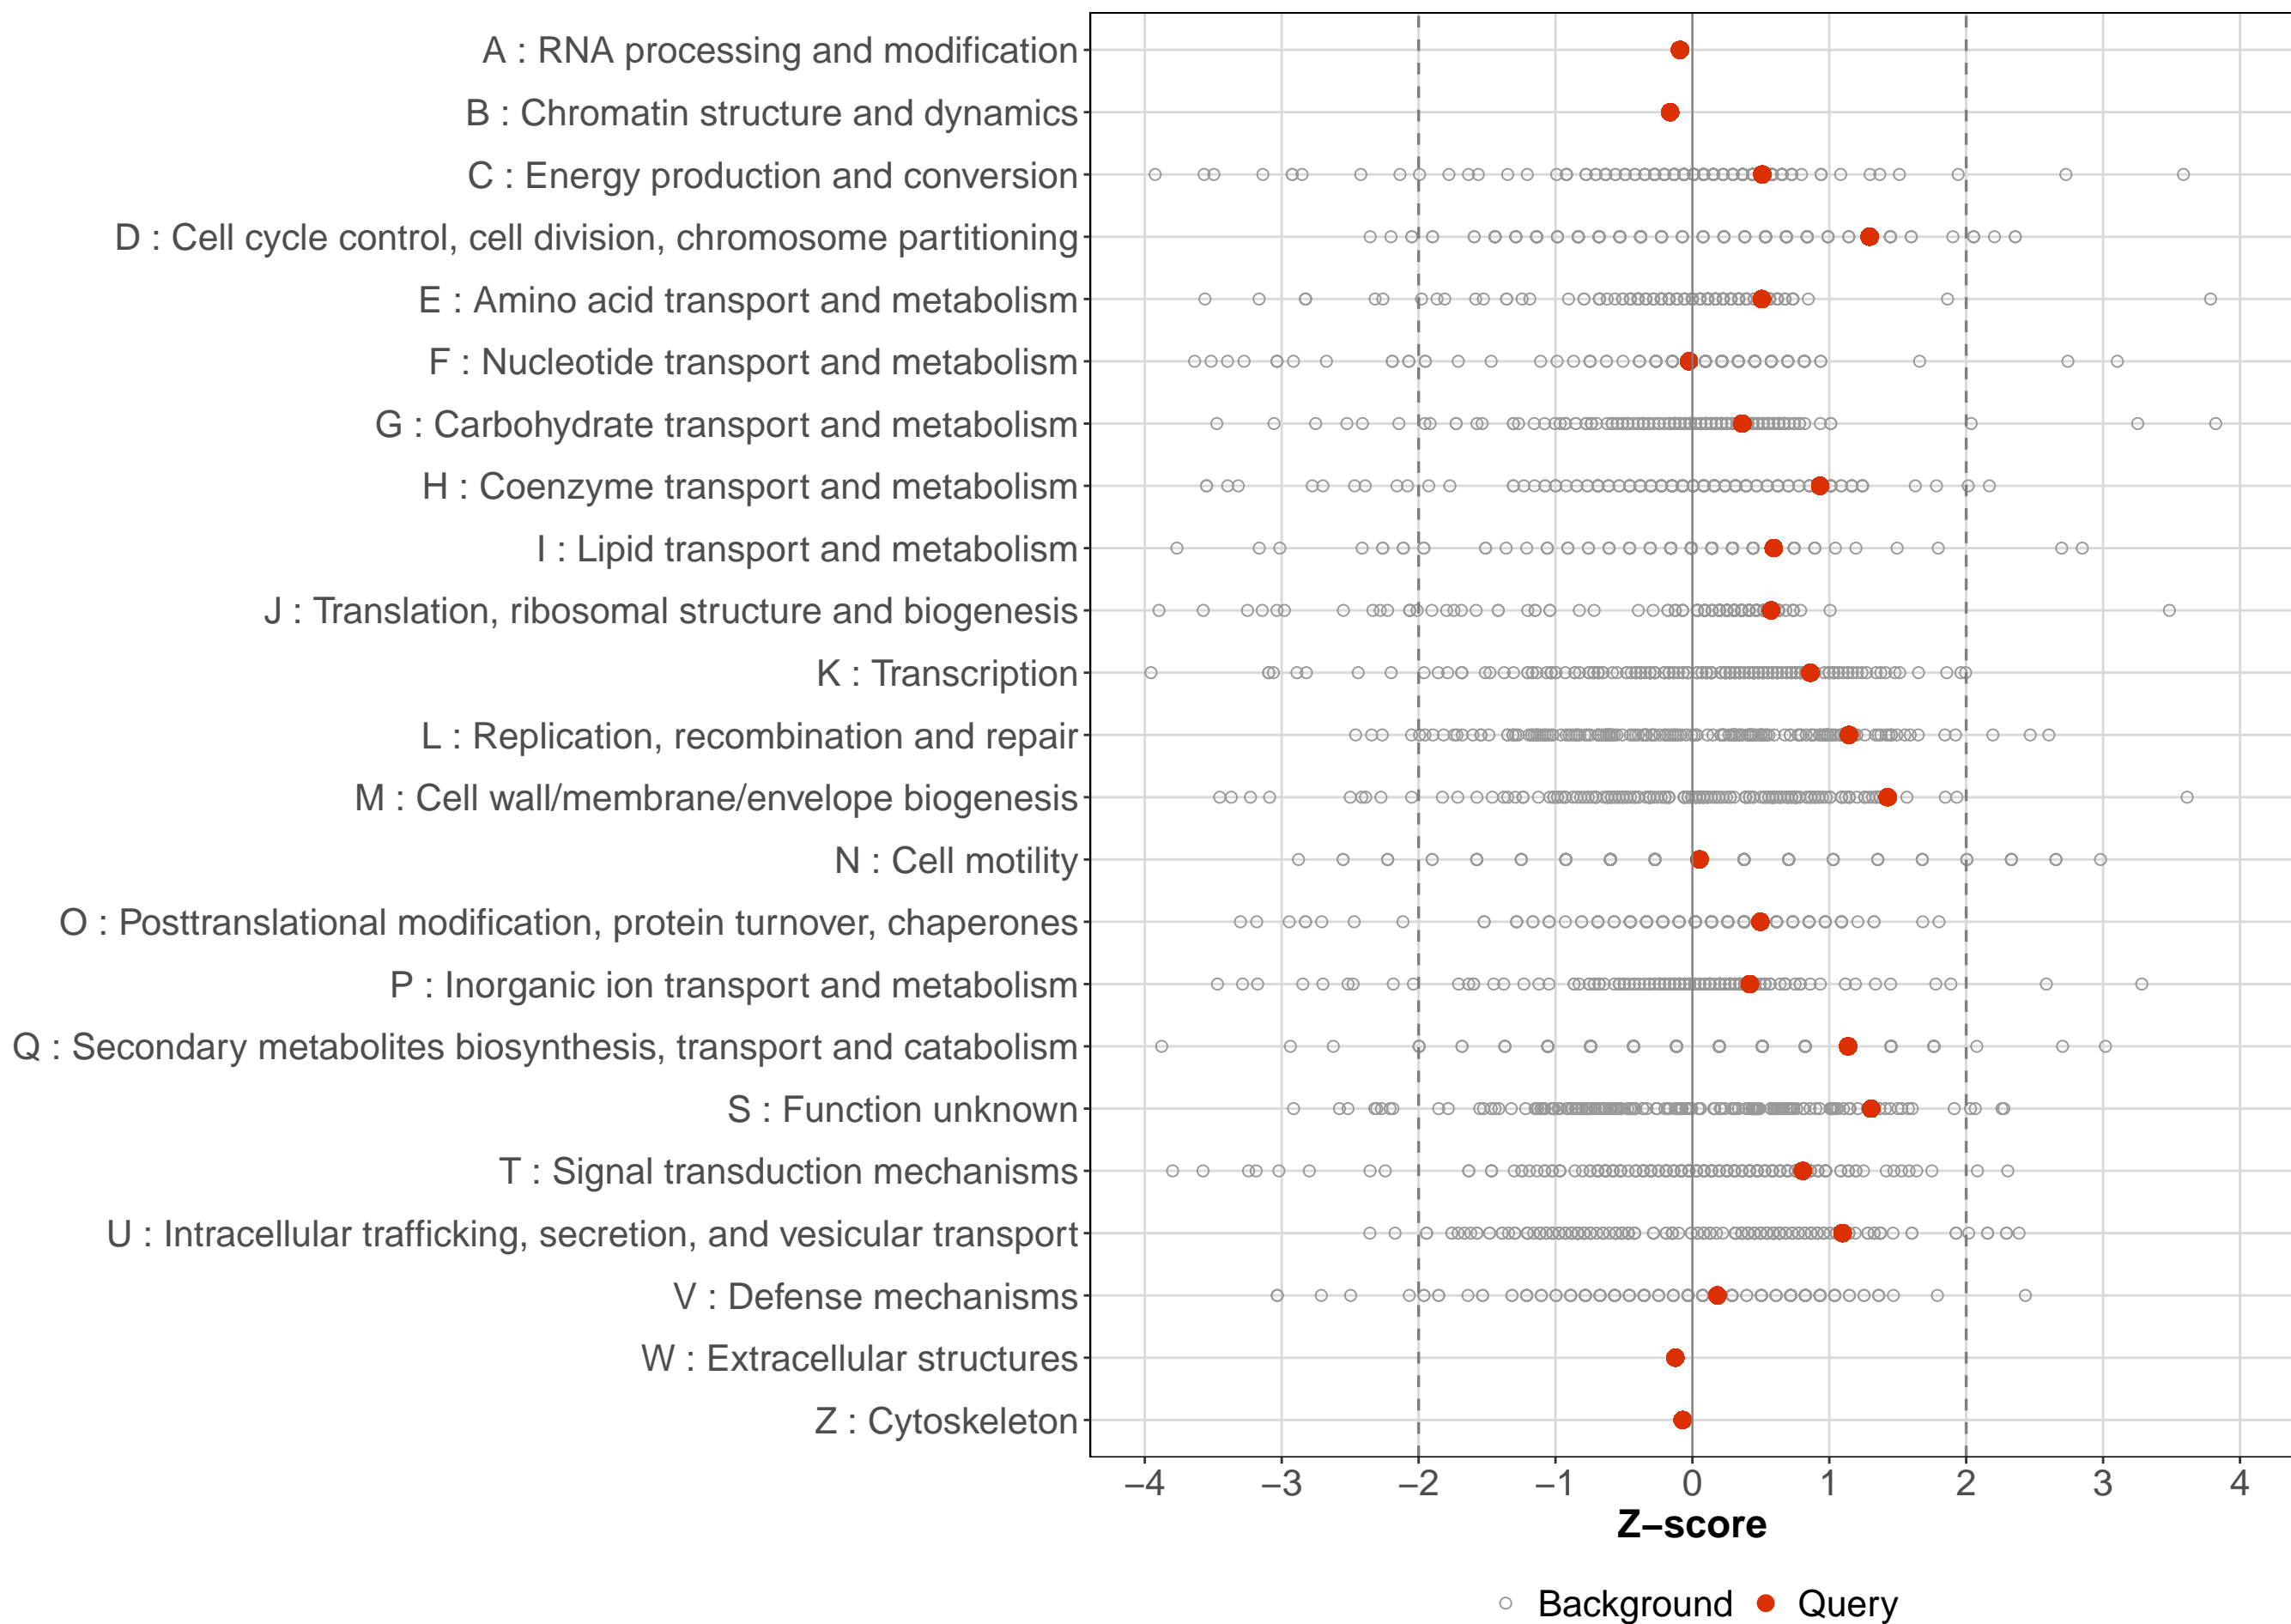 A : RNA processing and modification
B : Chromatin structure and dynamics
C : Energy production and conversion
D : Cell cycle control, cell division, chromosome partitioning
E : Amino acid transport and metabolism
F : Nucleotide transport and metabolism
G : Carbohydrate transport and metabolism
H : Coenzyme transport and metabolism
I : Lipid transport and metabolism
J : Translation, ribosomal structure and biogenesis
K : Transcription
L : Replication, recombination and repair
M : Cell wall/membrane/envelope biogenesis
N : Cell motility
O : Posttranslational modification, protein turnover, chaperones
P : Inorganic ion transport and metabolism
Q : Secondary metabolites biosynthesis, transport and catabolism
S : Function unknown
T : Signal transduction mechanisms
U : Intracellular trafficking, secretion, and vesicular transport
V : Defense mechanisms
W : Extracellular structures
Z : Cytoskeleton
−4 −3 −2 −1 0 1 2 3 4
Z−score
Background Query